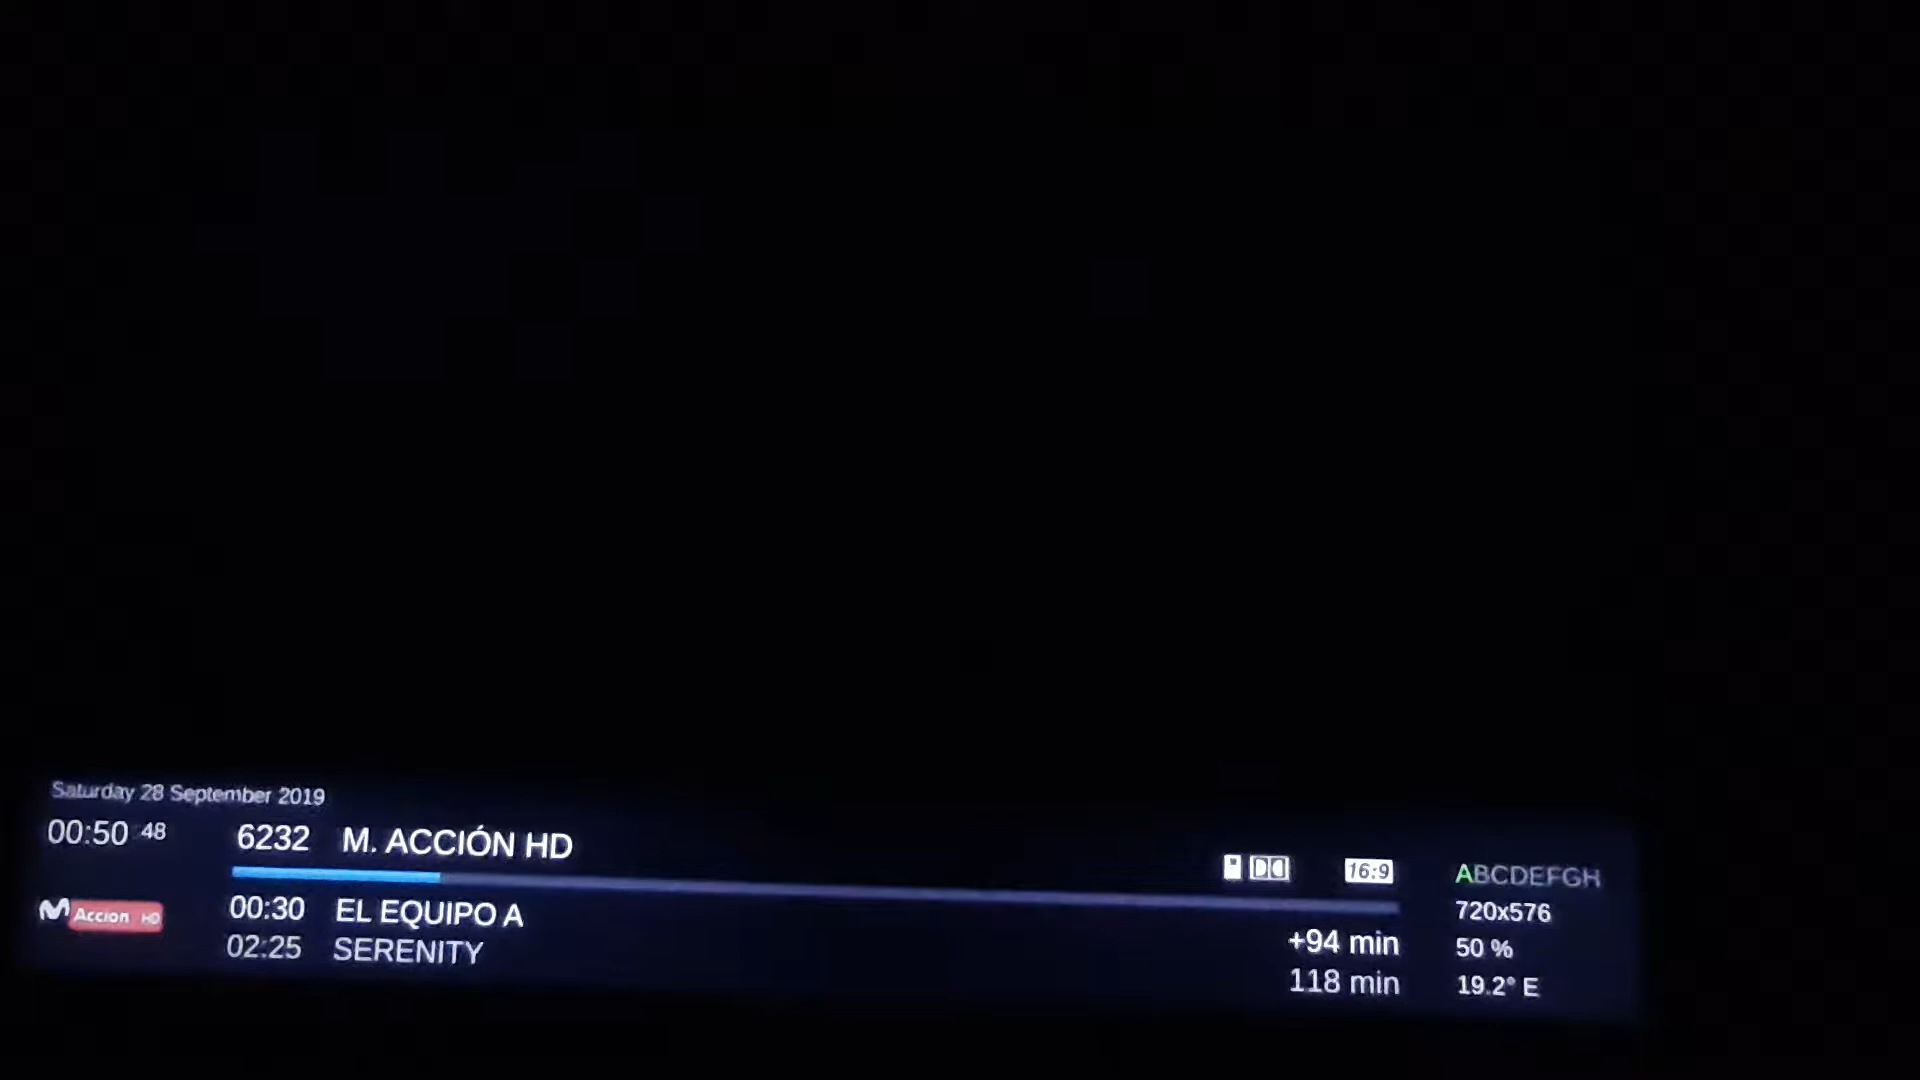 Saturday 28 September 2019
00:50 48
6232 M. ACCIÓN HD
16:9
ABCDEFGH
Accion HD
00:30 EL EQUIPO A
+94 min
720x576
02:25 SERENITY
118 min
50 %
19.2° E